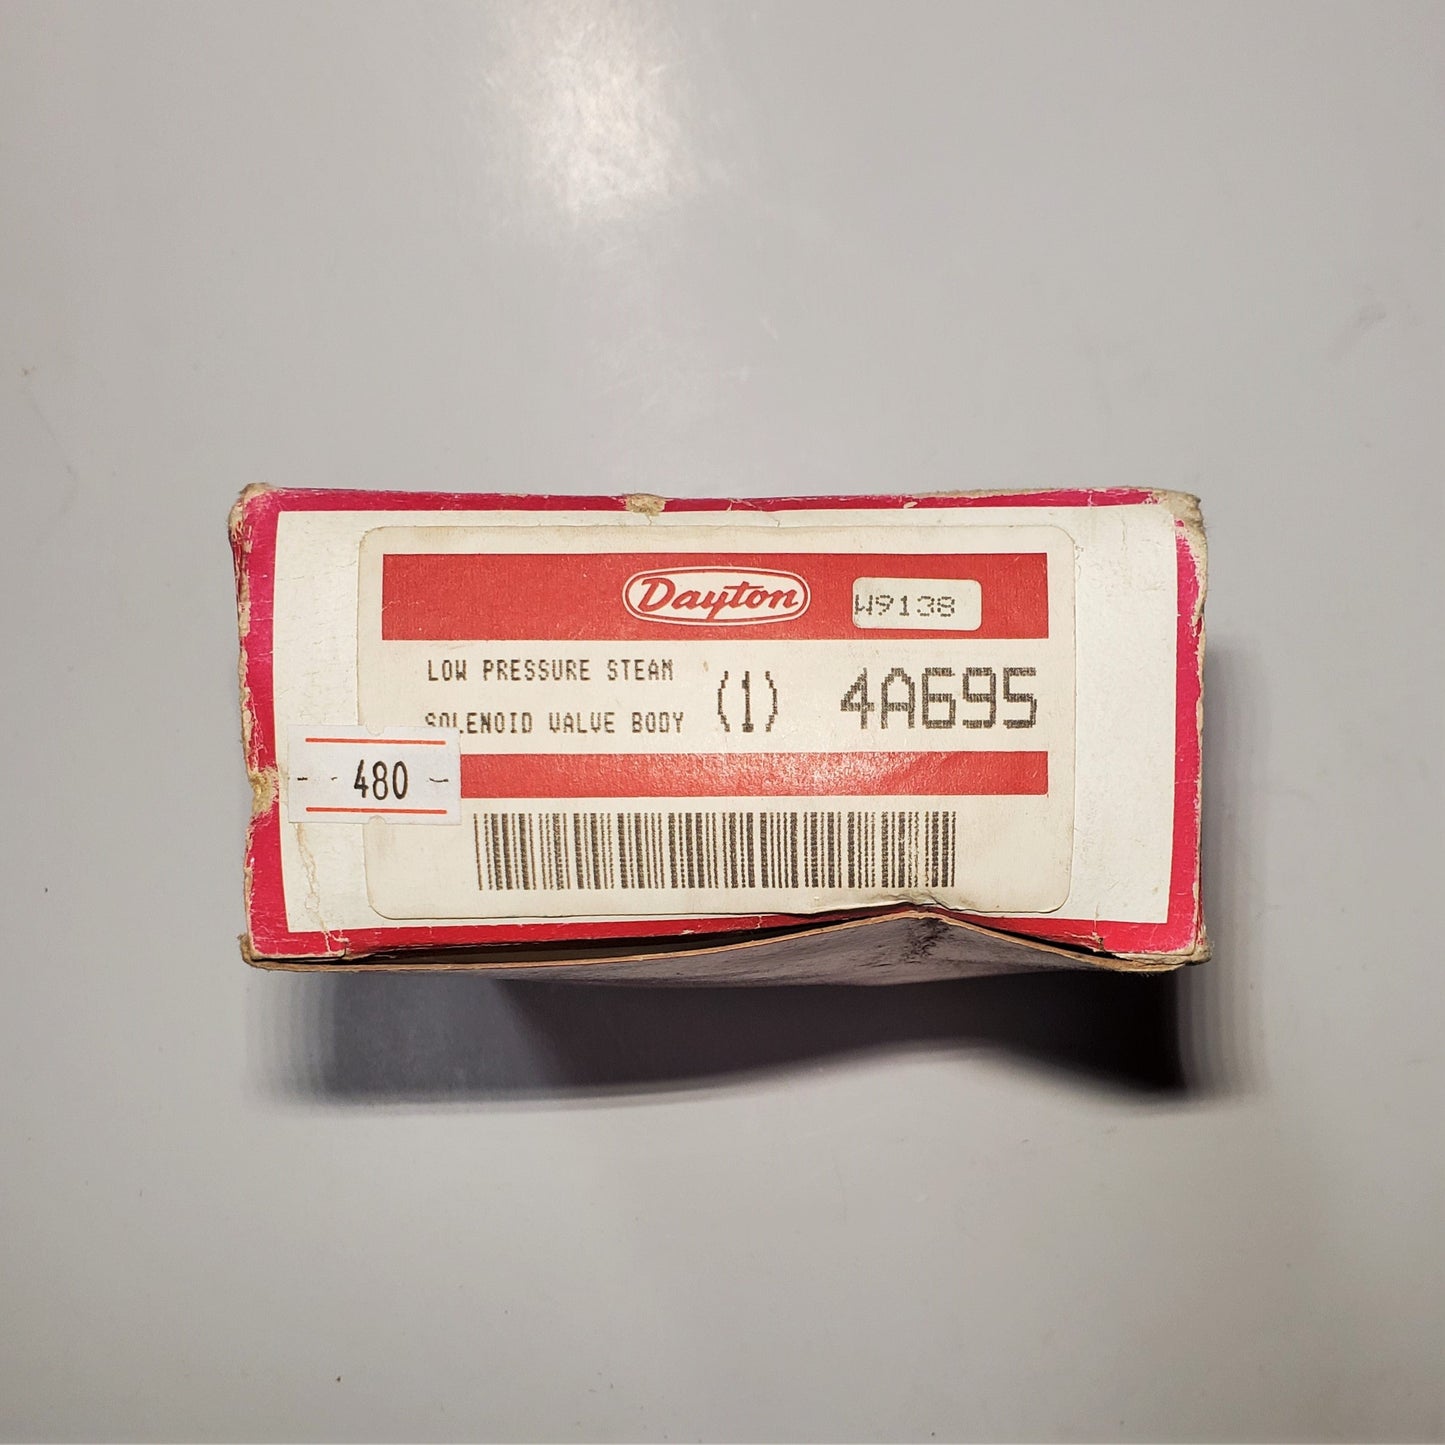 Dayton
W9138
LOW PRESSURE STEAM
SOLENOID VALVE BODY
(1)
4A695
- 480 -